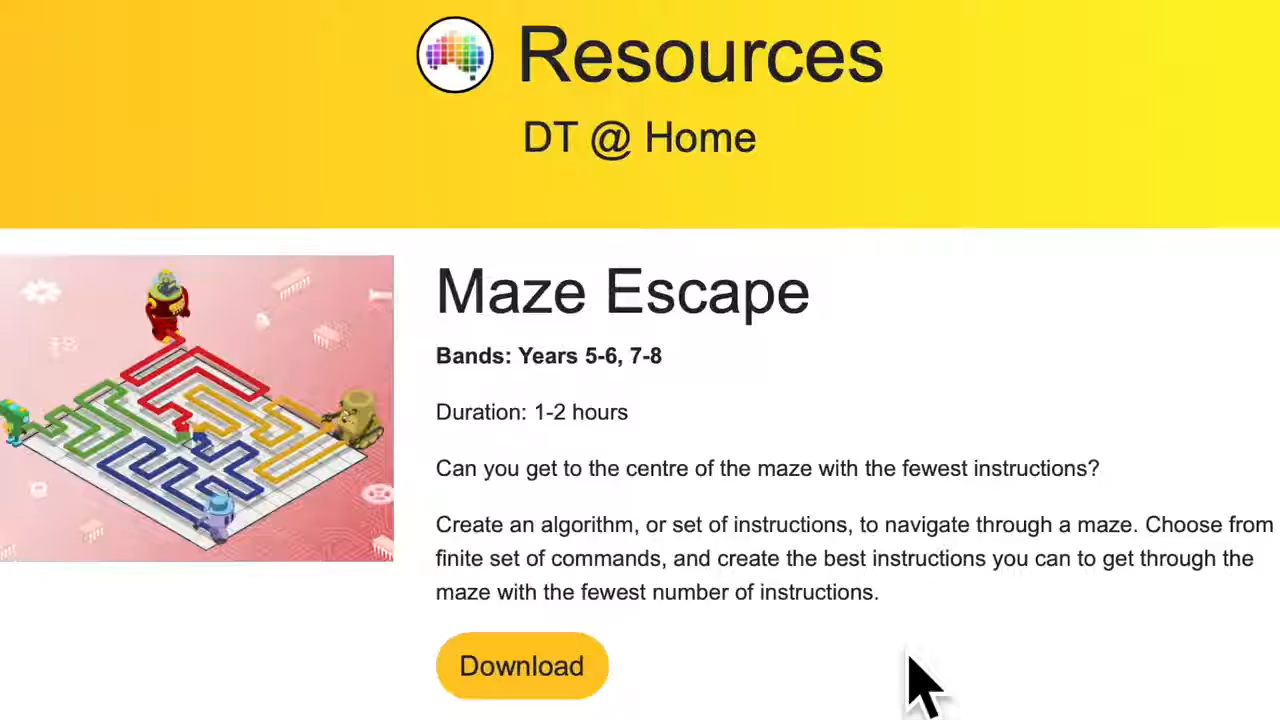 Resources
DT @ Home
Maze Escape
Bands: Years 5-6, 7-8
Duration: 1-2 hours
Can you get to the centre of the maze with the fewest instructions?
Create an algorithm, or set of instructions, to navigate through a maze. Choose from
finite set of commands, and create the best instructions you can to get through the
maze with the fewest number of instructions.
Download